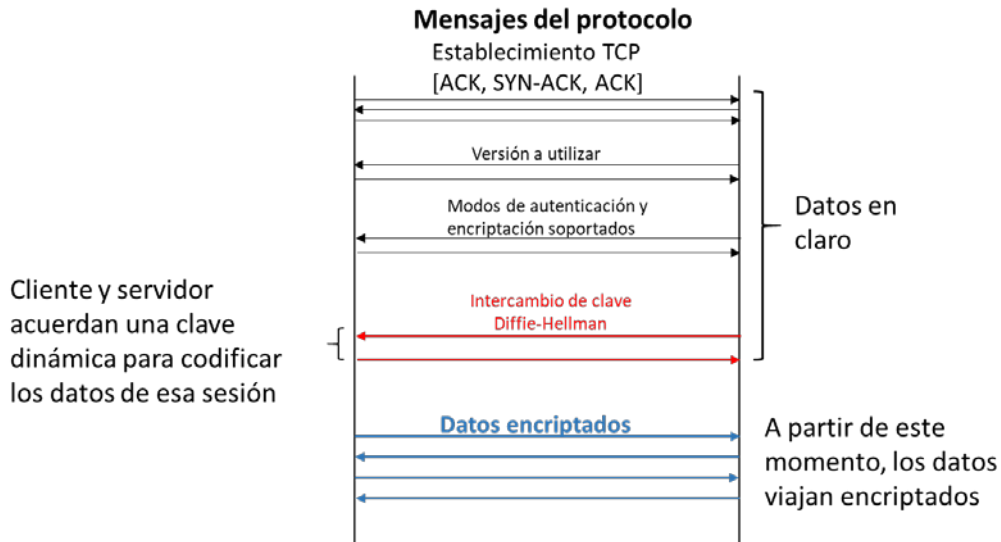 Mensajes del protocolo
Establecimiento TCP
[ACK, SYN-ACK, ACK]
Versión a utilizar
Modos de autenticación y
encriptación soportados
Datos en
claro
Cliente y servidor
acuerdan una clave
dinámica para codificar
los datos de esa sesión
Intercambio de clave
Diffie-Hellman
Datos encriptados
A partir de este
momento, los datos
viajan encriptados